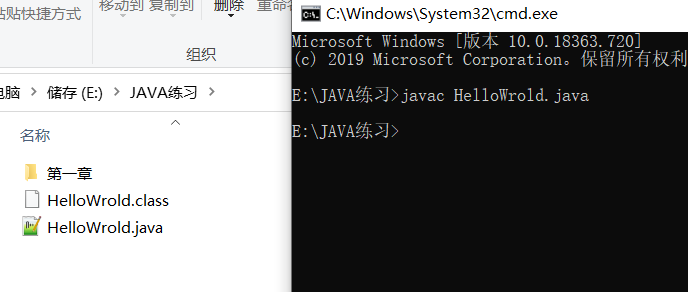 粘贴快捷方式
移动到 复制到
删除
重命名
组织
电脑 > 储存 (E:) > JAVA练习 >
名称
第一章
HelloWrold.class
HelloWrold.java
C:\Windows\System32\cmd.exe
Microsoft Windows [版本 10.0.18363.720]
(c) 2019 Microsoft Corporation。保留所有权利
E:\JAVA练习>javac HelloWrold.java
E:\JAVA练习>